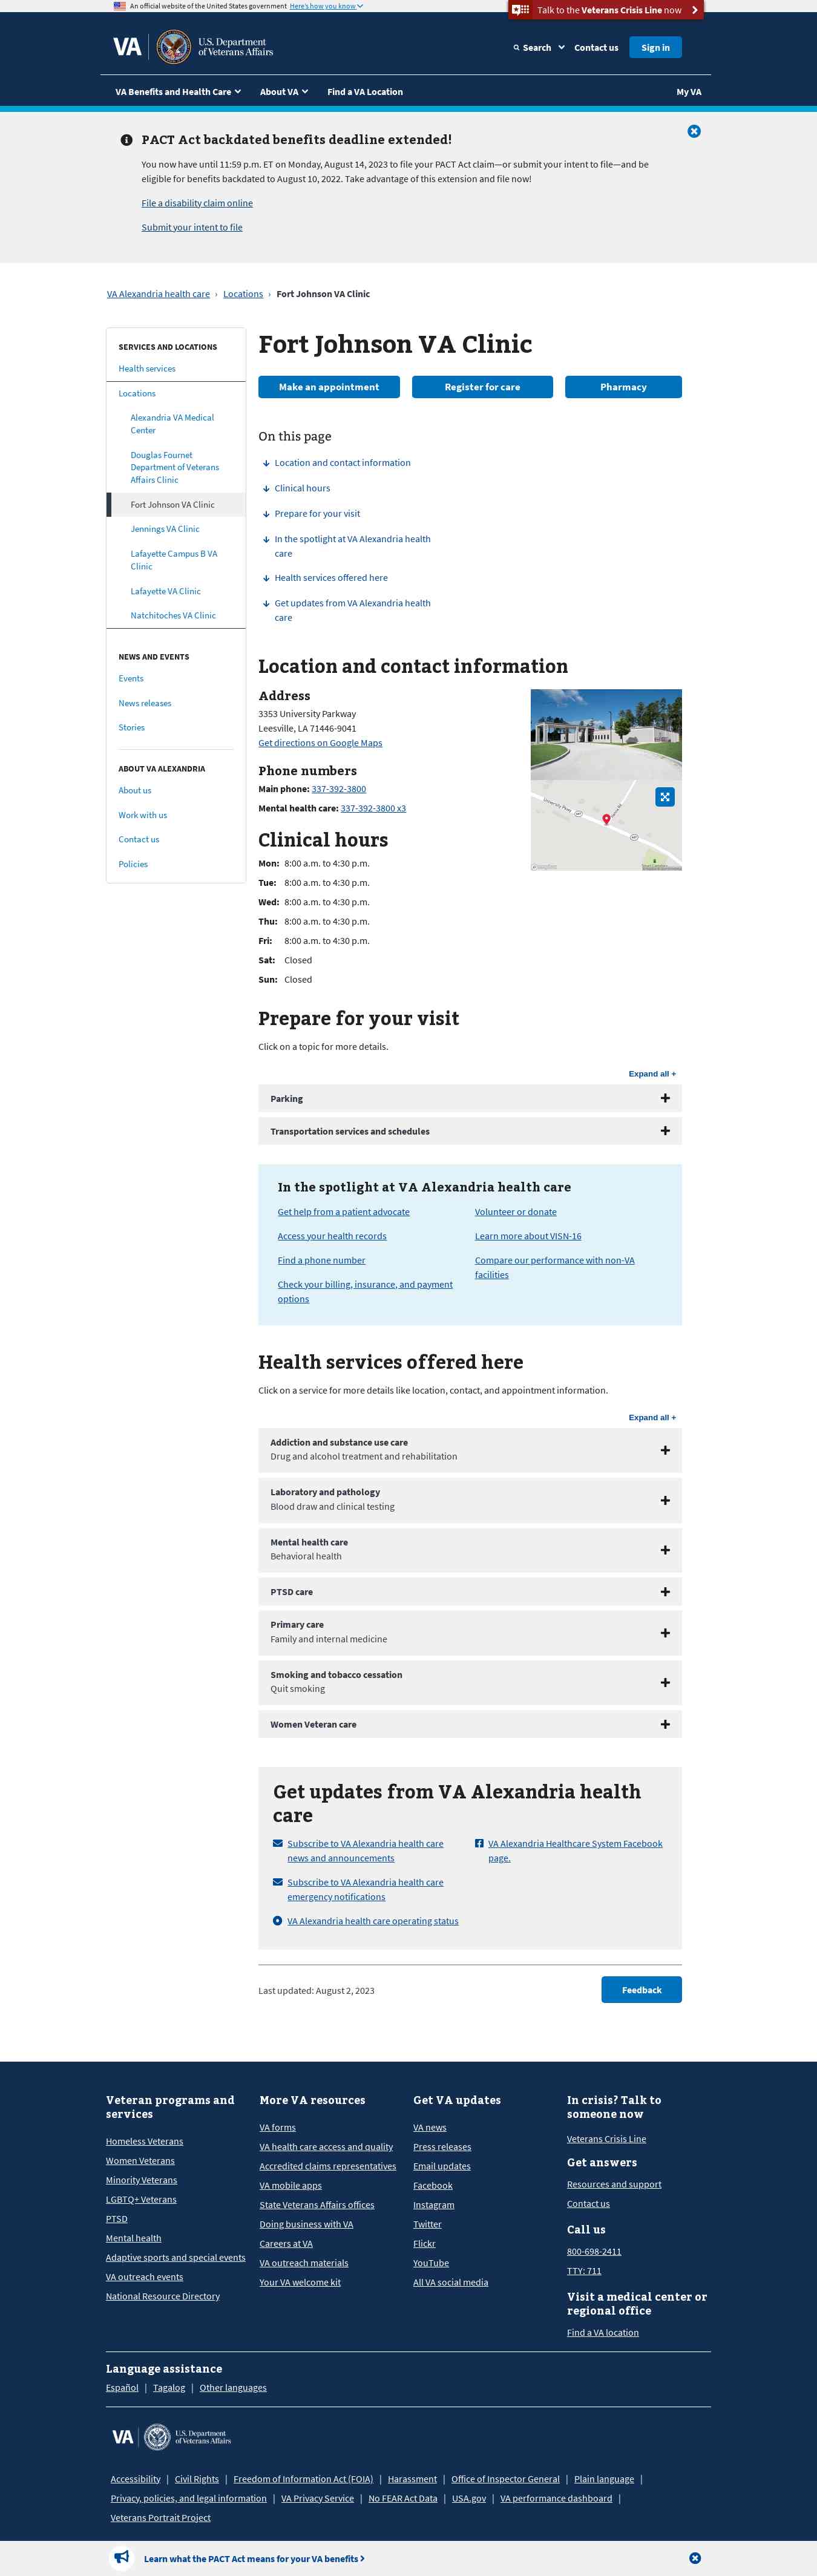 An official website of the United States government Here's how you know
Talk to the Veterans Crisis Line now
VA
U.S. Department
of Veterans Affairs
Search
Contact us
Sign in
VA Benefits and Health Care
About VA
Find a VA Location
My VA
PACT Act backdated benefits deadline extended!
You now have until 11:59 p.m. ET on Monday, August 14, 2023 to file your PACT Act claim—or submit your intent to file—and be
eligible for benefits backdated to August 10, 2022. Take advantage of this extension and file now!
File a disability claim online
Submit your intent to file
VA Alexandria health care › Locations › Fort Johnson VA Clinic
SERVICES AND LOCATIONS
Health services
Locations
Alexandria VA Medical
Center
Douglas Fournet
Department of Veterans
Affairs Clinic
Fort Johnson VA Clinic
Jennings VA Clinic
Lafayette Campus B VA
Clinic
Lafayette VA Clinic
Natchitoches VA Clinic
NEWS AND EVENTS
Events
News releases
Stories
ABOUT VA ALEXANDRIA
About us
Work with us
Contact us
Policies
Fort Johnson VA Clinic
Make an appointment
Register for care
Pharmacy
On this page
Location and contact information
Clinical hours
Prepare for your visit
In the spotlight at VA Alexandria health
care
Health services offered here
Get updates from VA Alexandria health
care
Location and contact information
Address
3353 University Parkway
Leesville, LA 71446-9041
Get directions on Google Maps
Phone numbers
Main phone: 337-392-3800
Mental health care: 337-392-3800 x3
University Pkwy
467
467
mapbox
Clinical hours
Mon: 8:00 a.m. to 4:30 p.m.
Tue: 8:00 a.m. to 4:30 p.m.
Wed: 8:00 a.m. to 4:30 p.m.
Thu: 8:00 a.m. to 4:30 p.m.
Fri: 8:00 a.m. to 4:30 p.m.
Sat: Closed
Sun: Closed
Prepare for your visit
Click on a topic for more details.
Expand all +
Parking
Transportation services and schedules
In the spotlight at VA Alexandria health care
Get help from a patient advocate
Access your health records
Find a phone number
Check your billing, insurance, and payment
options
Volunteer or donate
Learn more about VISN-16
Compare our performance with non-VA
facilities
Health services offered here
Click on a service for more details like location, contact, and appointment information.
Expand all +
Addiction and substance use care
Drug and alcohol treatment and rehabilitation
Laboratory and pathology
Blood draw and clinical testing
Mental health care
Behavioral health
PTSD care
Primary care
Family and internal medicine
Smoking and tobacco cessation
Quit smoking
Women Veteran care
Get updates from VA Alexandria health
care
Subscribe to VA Alexandria health care
news and announcements
Subscribe to VA Alexandria health care
emergency notifications
VA Alexandria health care operating status
VA Alexandria Healthcare System Facebook
page.
Last updated: August 2, 2023
Feedback
Veteran programs and
services
Homeless Veterans
Women Veterans
Minority Veterans
LGBTQ+ Veterans
PTSD
Mental health
Adaptive sports and special events
VA outreach events
National Resource Directory
More VA resources
VA forms
VA health care access and quality
Accredited claims representatives
VA mobile apps
State Veterans Affairs offices
Doing business with VA
Careers at VA
VA outreach materials
Your VA welcome kit
Get VA updates
VA news
Press releases
Email updates
Facebook
Instagram
Twitter
Flickr
YouTube
All VA social media
In crisis? Talk to
someone now
Veterans Crisis Line
Get answers
Resources and support
Contact us
Call us
800-698-2411
TTY: 711
Visit a medical center or
regional office
Find a VA location
Language assistance
Español | Tagalog | Other languages
VA
U.S. Department
of Veterans Affairs
Accessibility | Civil Rights | Freedom of Information Act (FOIA) | Harassment | Office of Inspector General | Plain language |
Privacy, policies, and legal information | VA Privacy Service | No FEAR Act Data | USA.gov | VA performance dashboard |
Veterans Portrait Project
Learn what the PACT Act means for your VA benefits